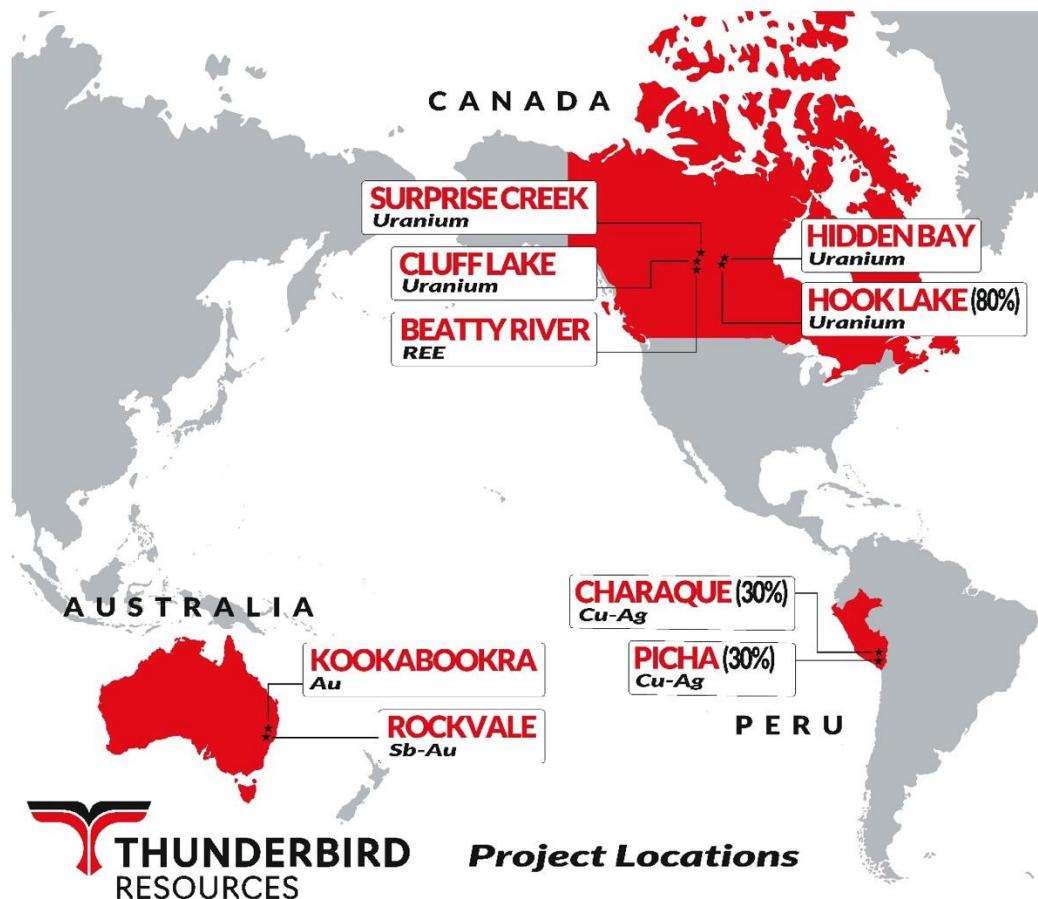 CANADA
SURPRISE CREEK
Uranium
CLUFF LAKE
Uranium
BEATTY RIVER
REE
HIDDEN BAY
Uranium
HOOK LAKE (80%)
Uranium
CHARAQUE (30%)
Cu-Ag
PICHA (30%)
Cu-Ag
PERU
AUSTRALIA
KOOKABOOKRA
Au
ROCKVALE
Sb-Au
THUNDERBIRD
RESOURCES
Project Locations